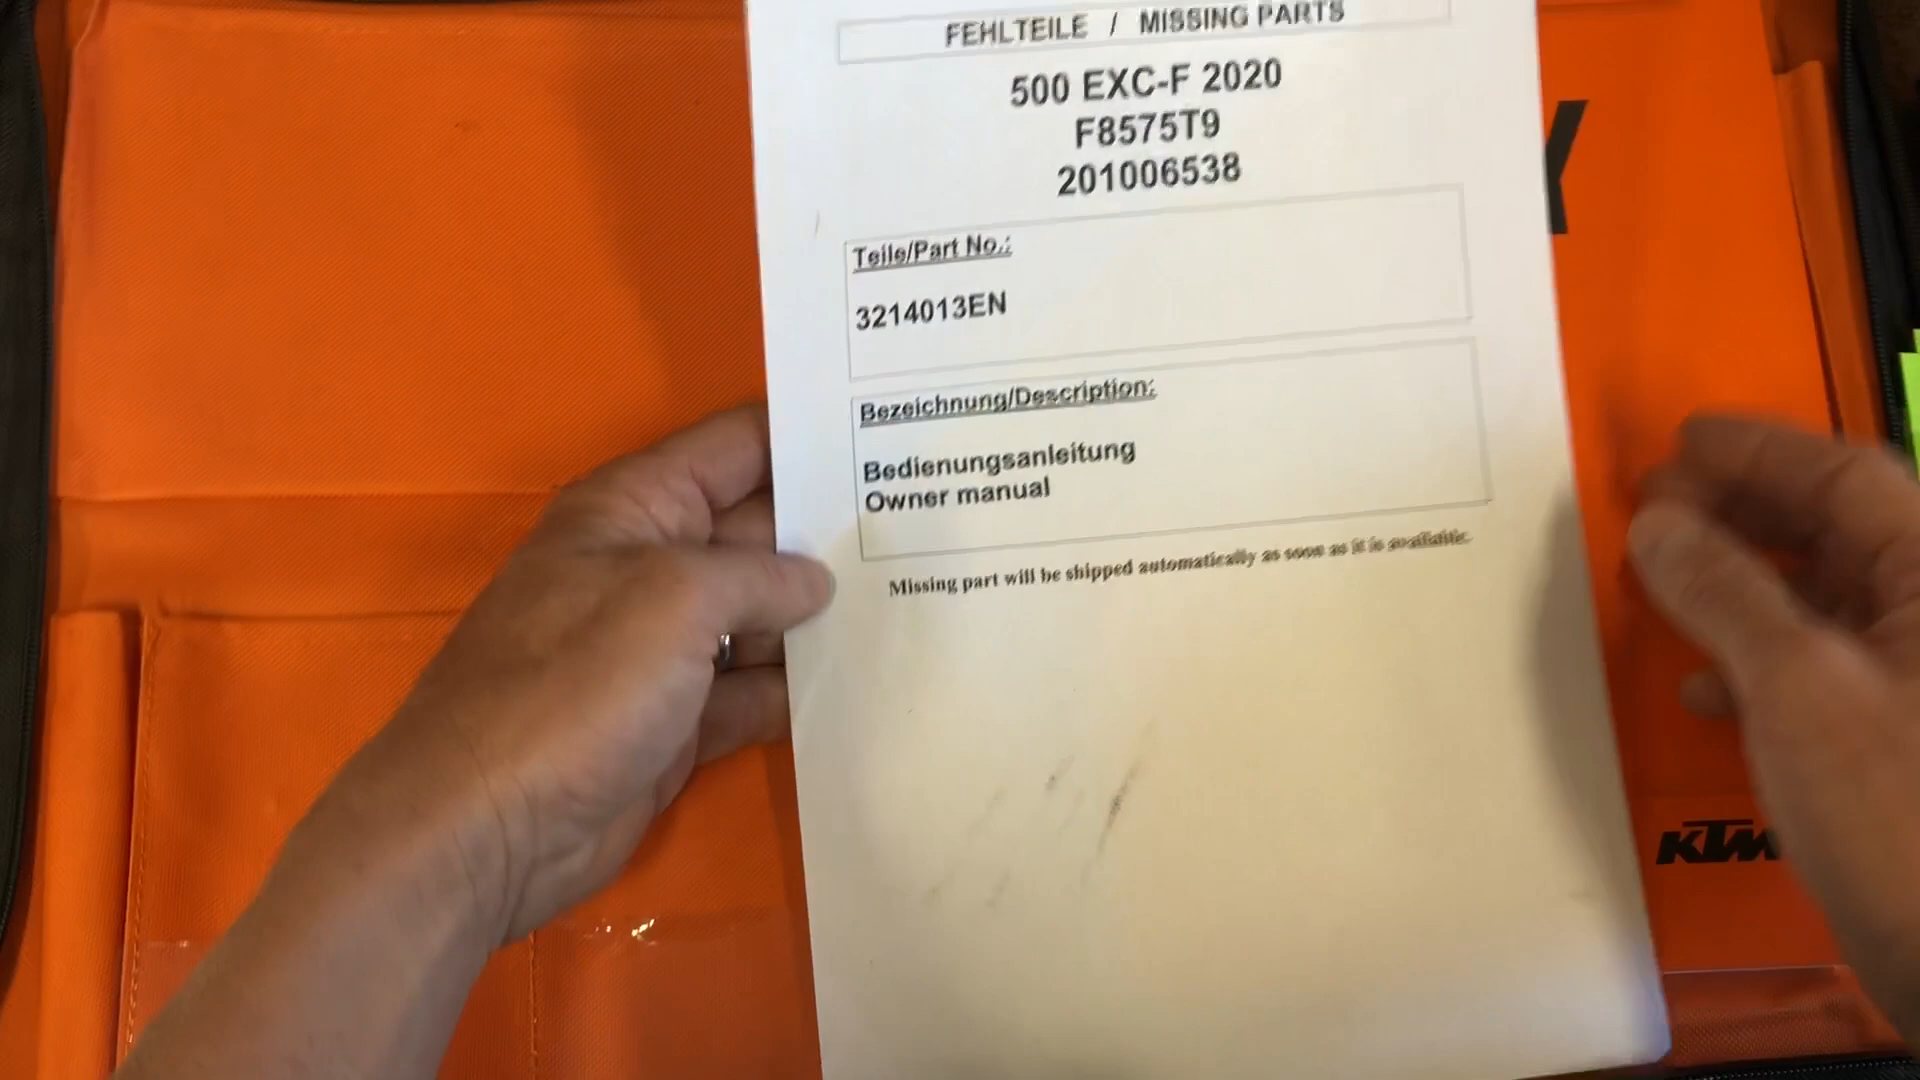 FEHLTEILE / MISSING PARTS
500 EXC-F 2020
F8575T9
201006538
Teile/Part No.:
3214013EN
Bezeichnung/Description:
Bedienungsanleitung
Owner manual
Missing part will be shipped automatically as soon as it is available.
Y
KTM